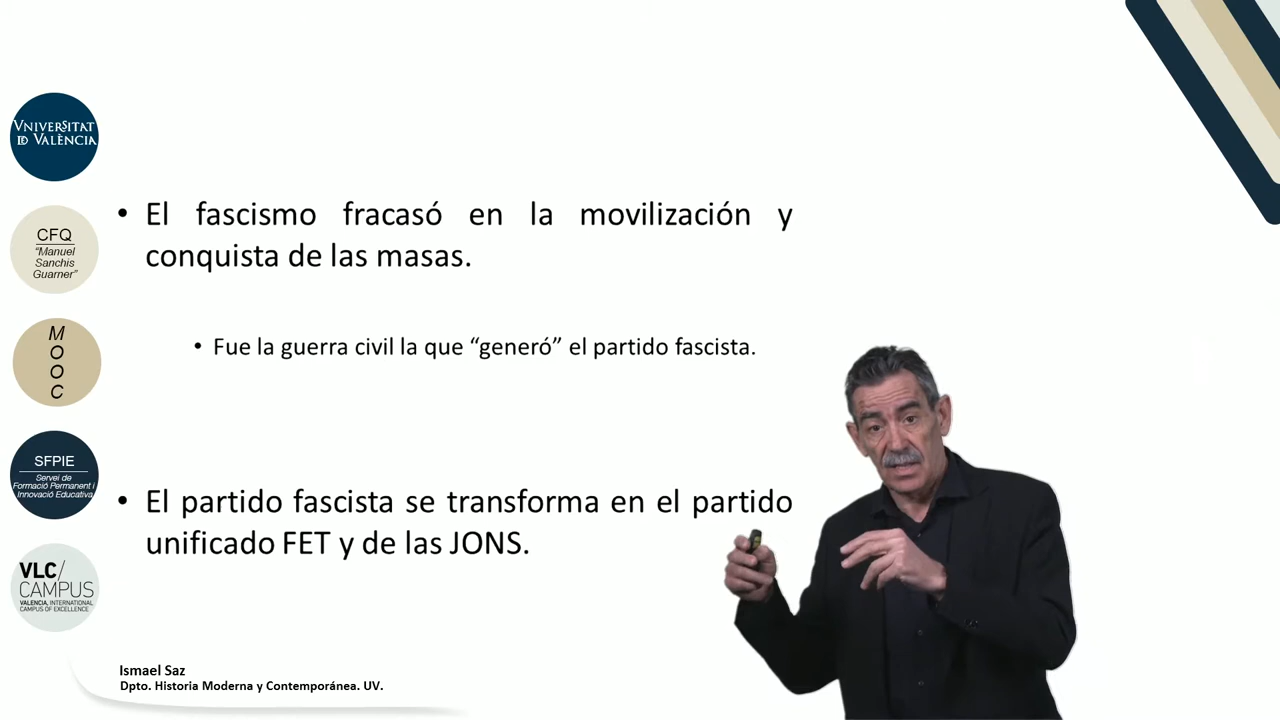 VNIVERSITAT
ID VALÈNCIA
CFQ
"Manuel
Sanchis
Guarner"
M
O
O
C
SFPIE
Servei de
Formació Permanent i
Innovació Educativa
VLC/
CAMPUS
VALENCIA, INTERNATIONAL
CAMPUS OF EXCELLENCE
• El fascismo fracasó en la movilización y
conquista de las masas.
• Fue la guerra civil la que “generó” el partido fascista.
• El partido fascista se transforma en el partido
unificado FET y de las JONS.
Ismael Saz
Dpto. Historia Moderna y Contemporánea. UV.